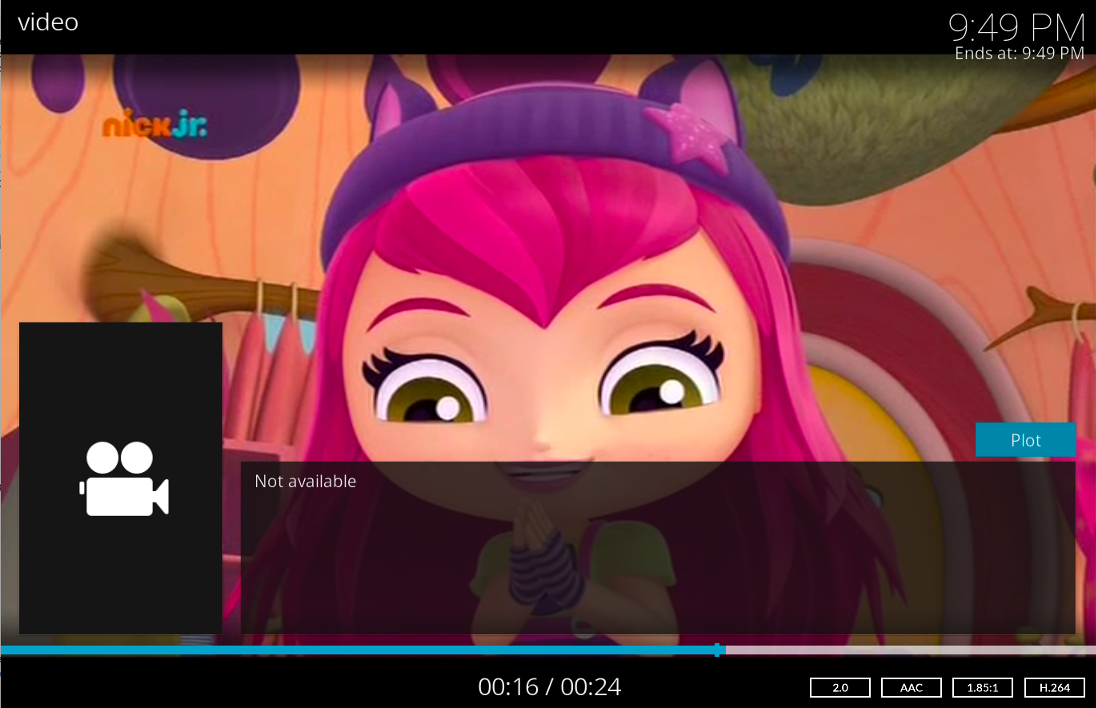 video
9:49 PM
Ends at: 9:49 PM
nick jr.
Plot
Not available
00:16 / 00:24
2.0 AAC 1.85:1 H.264